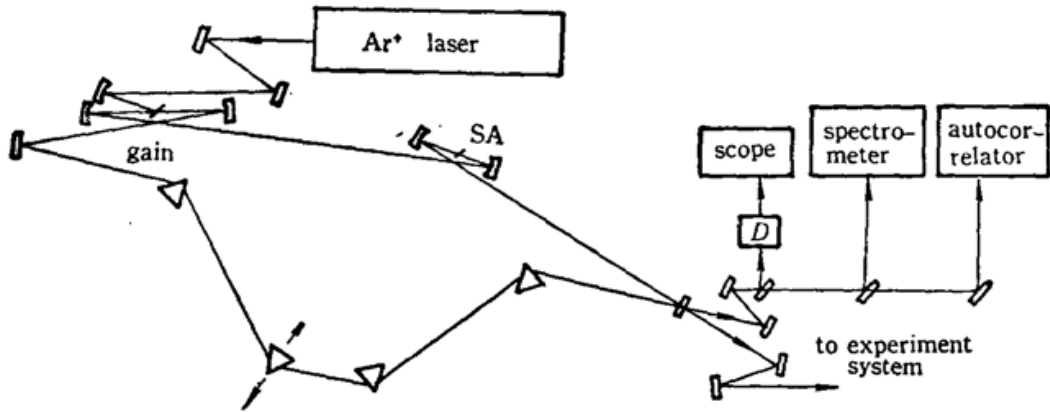 Ar⁺ laser
SA
gain
scope
spectro-
meter
autocor-
relator
D
to experiment
system